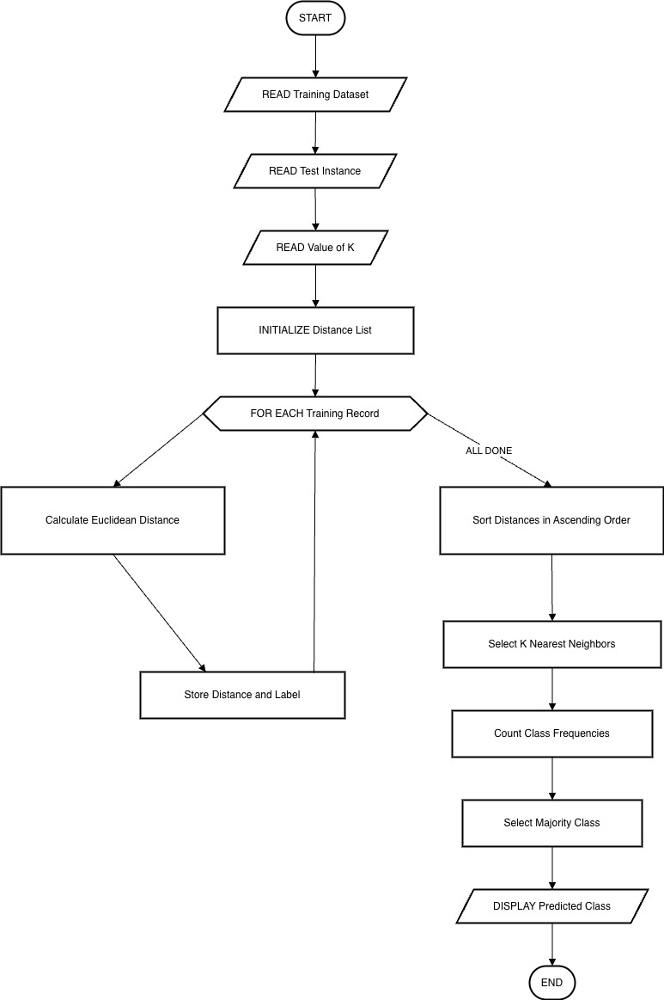 START
READ Training Dataset
READ Test Instance
READ Value of K
INITIALIZE Distance List
FOR EACH Training Record
ALL DONE
Calculate Euclidean Distance
Sort Distances in Ascending Order
Select K Nearest Neighbors
Store Distance and Label
Count Class Frequencies
Select Majority Class
DISPLAY Predicted Class
END